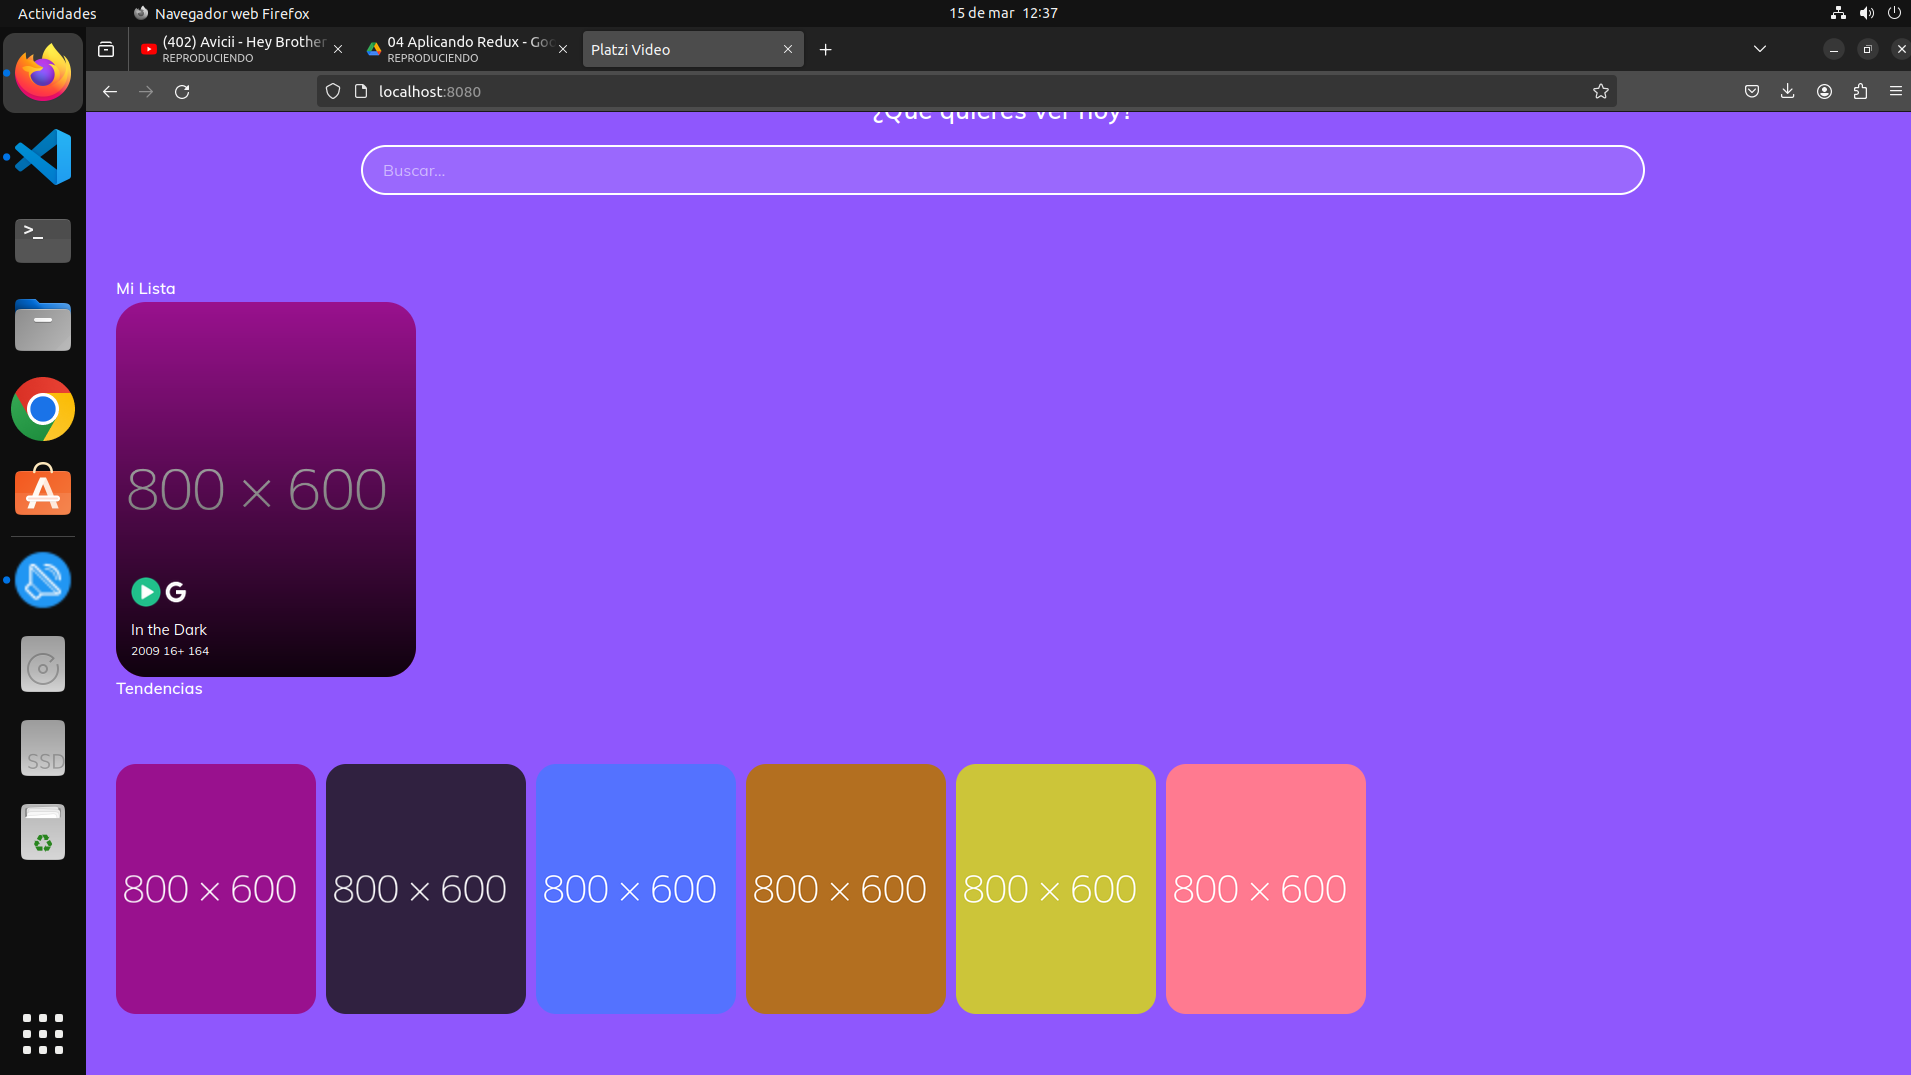 Actividades
Navegador web Firefox
15 de mar 12:37
(402) Avicii - Hey Brother
REPRODUCIENDO
04 Aplicando Redux - Goo
REPRODUCIENDO
Platzi Video
localhost:8080
¿Qué quieres ver hoy?
Buscar...
Mi Lista
800 × 600
G
In the Dark
2009 16+ 164
Tendencias
800 × 600
800 × 600
800 × 600
800 × 600
800 × 600
800 × 600
>_
SSD